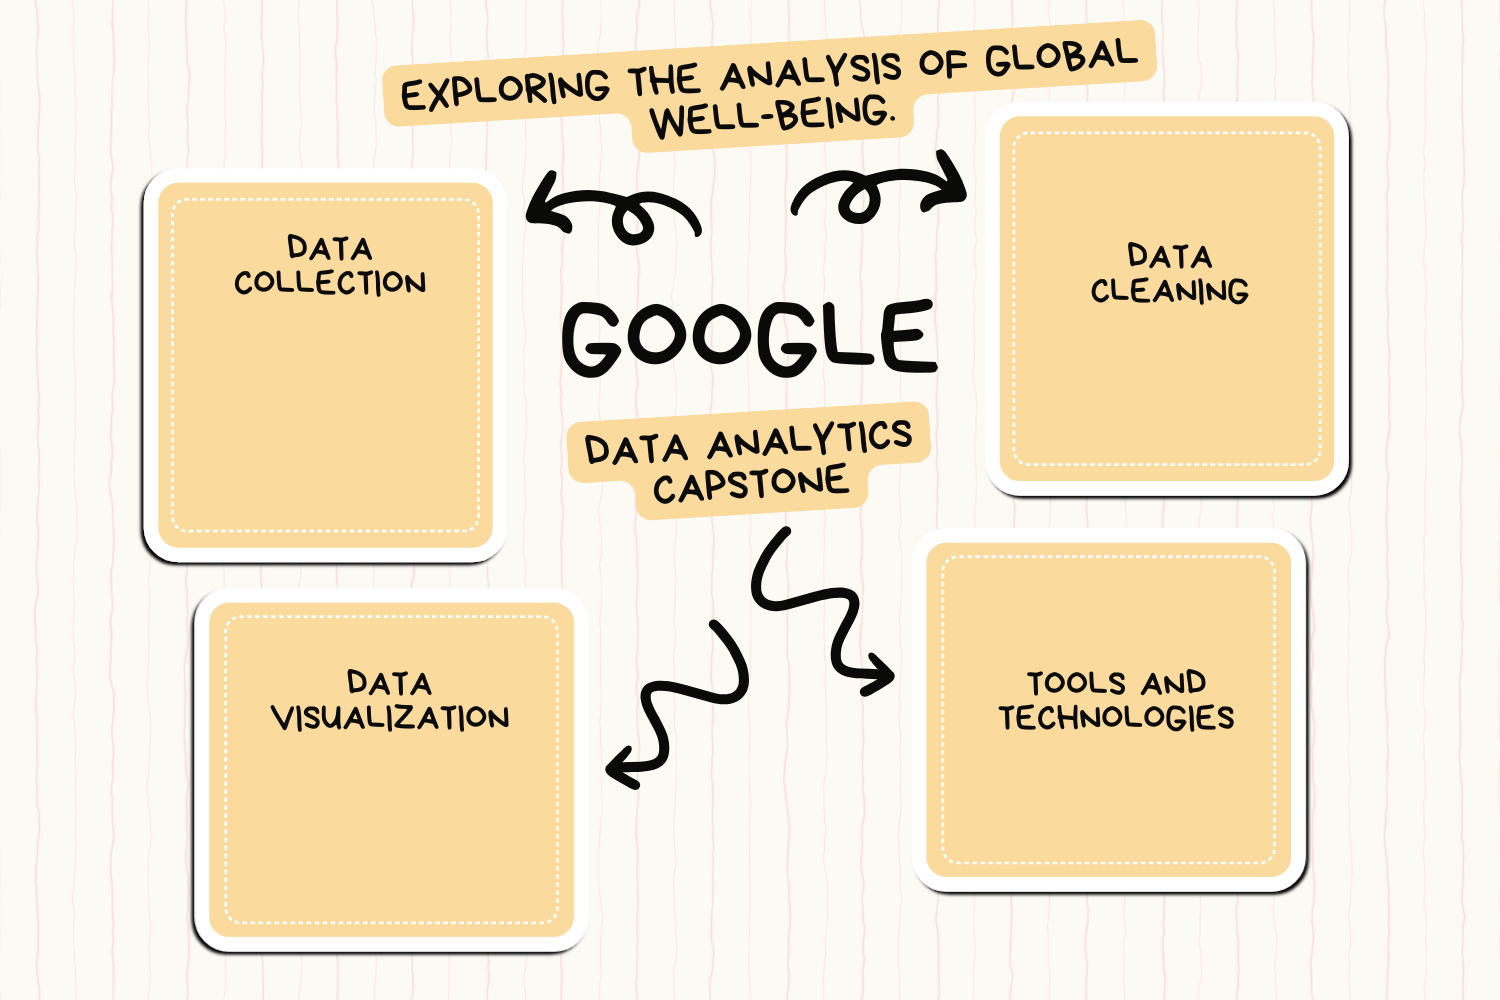 EXPLORING THE ANALYSIS OF GLOBAL
WELL-BEING.
DATA
COLLECTION
DATA
CLEANING
GOOGLE
DATA ANALYTICS
CAPSTONE
DATA
VISUALIZATION
TOOLS AND
TECHNOLOGIES